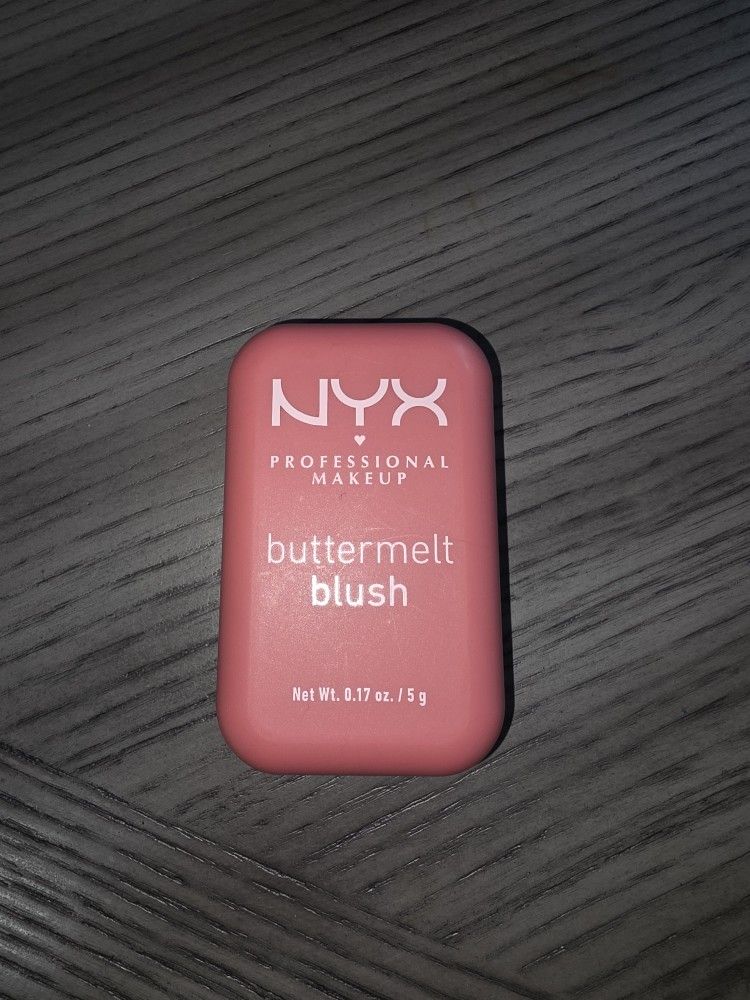 NYX
PROFESSIONAL
MAKEUP
buttermelt
blush
Net Wt. 0.17 oz. / 5 g